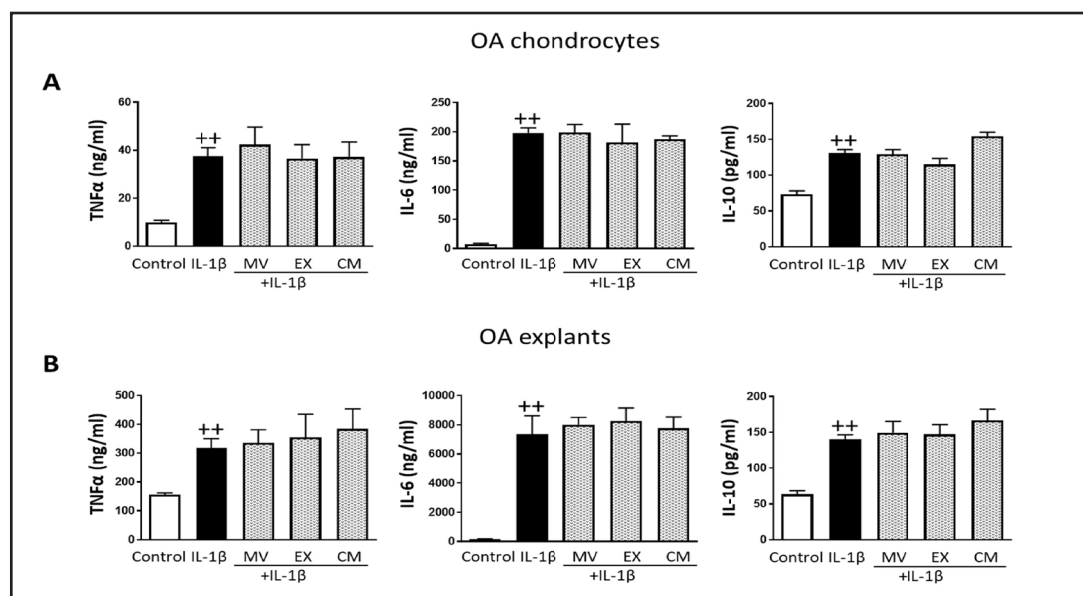 OA chondrocytes
A
TNFα (ng/ml)
60
40
20
0
++
Control IL-1β MV EX CM
+IL-1β
IL-6 (ng/ml)
250
200
150
100
50
0
++
Control IL-1β MV EX CM
+IL-1β
IL-10 (pg/ml)
200
150
100
50
0
++
Control IL-1β MV EX CM
+IL-1β
OA explants
B
TNFα (ng/ml)
500
400
300
200
100
0
++
Control IL-1β MV EX CM
+IL-1β
IL-6 (ng/ml)
10000
8000
6000
4000
2000
0
++
Control IL-1β MV EX CM
+IL-1β
IL-10 (pg/ml)
200
150
100
50
0
++
Control IL-1β MV EX CM
+IL-1β